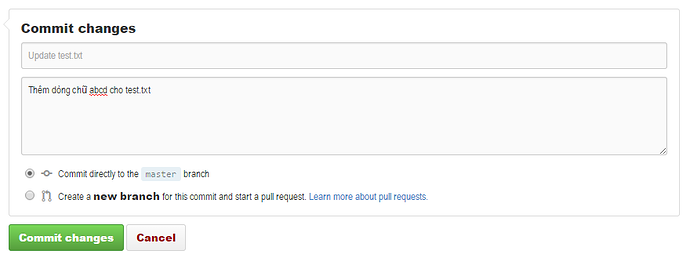 Commit changes
Update test.txt
Thêm dòng chữ abcd cho test.txt
Commit directly to the master branch
Create a new branch for this commit and start a pull request. Learn more about pull requests.
Commit changes Cancel